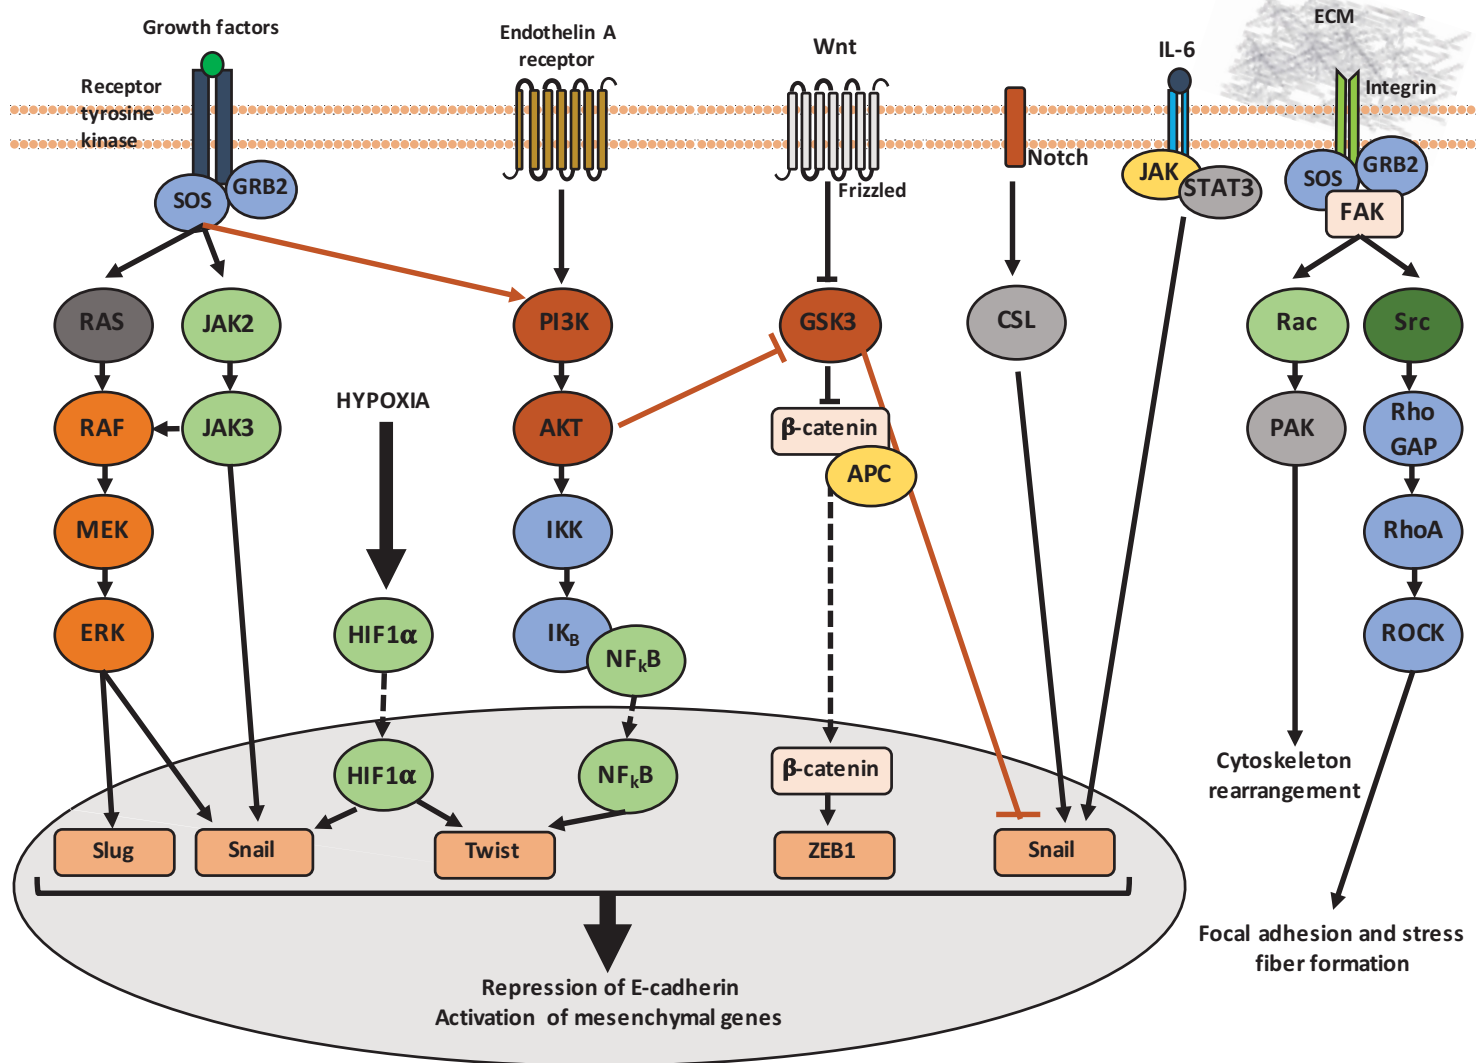 Growth factors
Receptor
tyrosine
kinase
SOS
GRB2
Endothelin A
receptor
Wnt
Frizzled
Notch
IL-6
JAK
STAT3
ECM
Integrin
SOS
GRB2
FAK
RAS
JAK2
PI3K
GSK3
CSL
Rac
Src
HYPOXIA
RAF
JAK3
AKT
β-catenin
APC
PAK
Rho
GAP
MEK
IKK
RhoA
ERK
HIF1α
IKB
NFkB
ROCK
HIF1α
NFkB
β-catenin
Cytoskeleton
rearrangement
Slug
Snail
Twist
ZEB1
Snail
Focal adhesion and stress
fiber formation
Repression of E-cadherin
Activation of mesenchymal genes